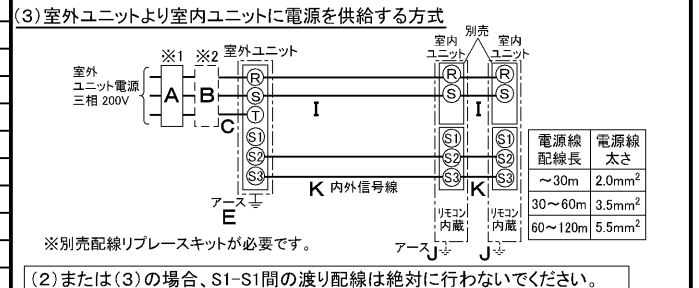 (3)室外ユニットより室内ユニットに電源を供給する方式
※1 ※2 室外ユニット
別売
室内
ユニット
室内
ユニット
室外
ユニット電源
三相 200V
A B C
R
S
T
S1
S2
S3
I
R
S
S1
S2
S3
I
R
S
S1
S2
S3
K 内外信号線
K
アース
E
リモコン
内蔵
リモコン
内蔵
アース J J
電源線
配線長
電源線
太さ
~30m 2.0mm²
30~60m 3.5mm²
60~120m 5.5mm²
※別売配線リプレースキットが必要です。
(2)または(3)の場合、S1-S1間の渡り配線は絶対に行わないでください。